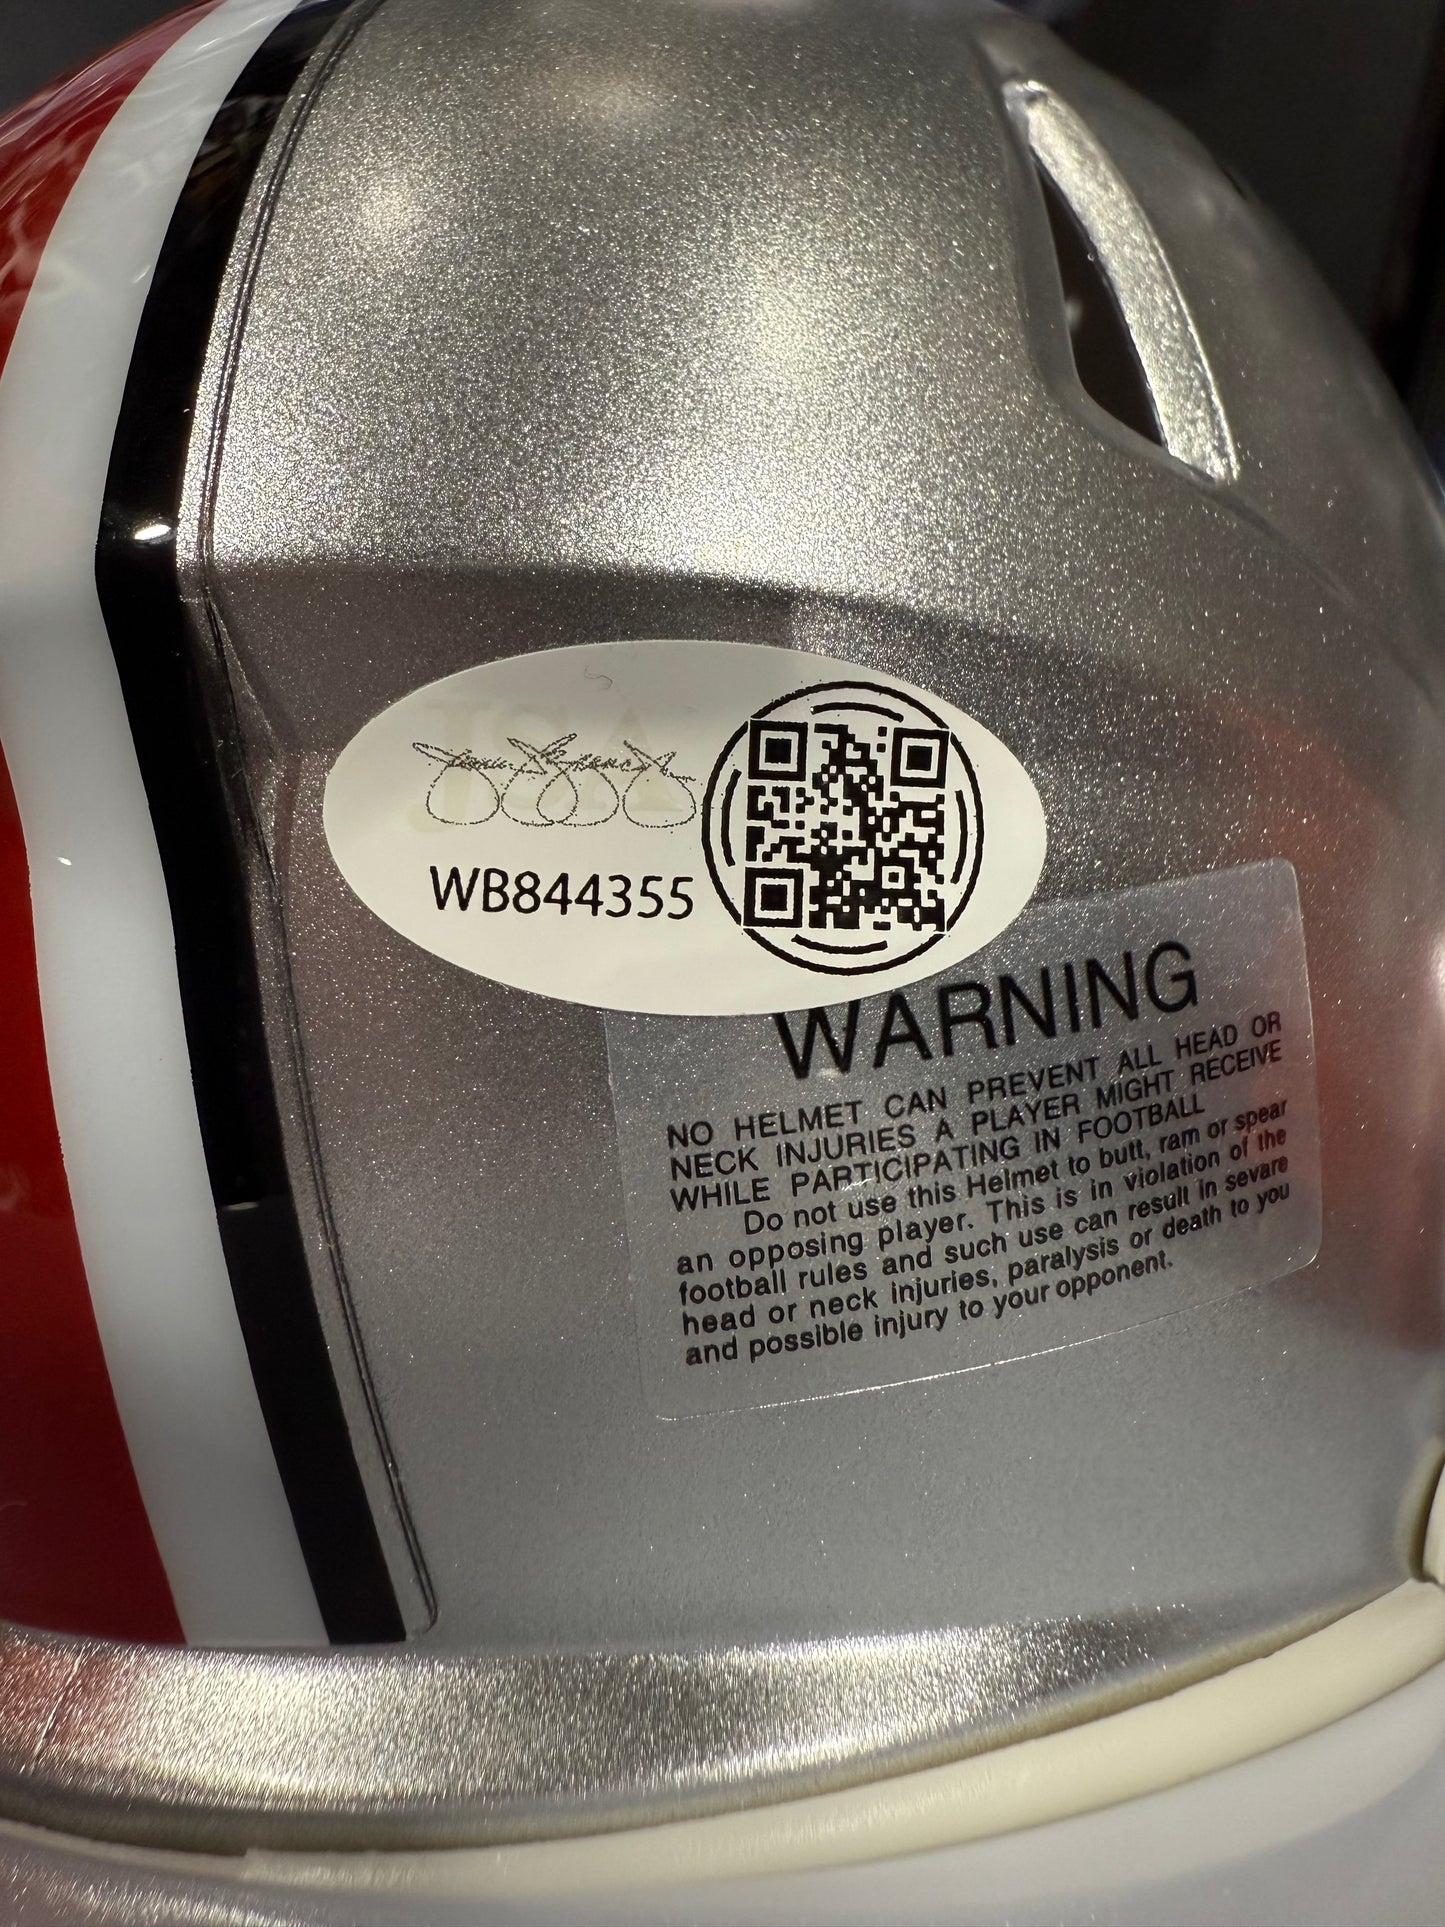 JSA
WB844355
WARNING
NO HELMET CAN PREVENT ALL HEAD OR
NECK INJURIES A PLAYER MIGHT RECEIVE
WHILE PARTICIPATING IN FOOTBALL
Do not use this Helmet to butt, ram or spear
an opposing player. This is in violation of the
football rules and such use can result in sevare
head or neck injuries, paralysis or death to you
and possible injury to your opponent.